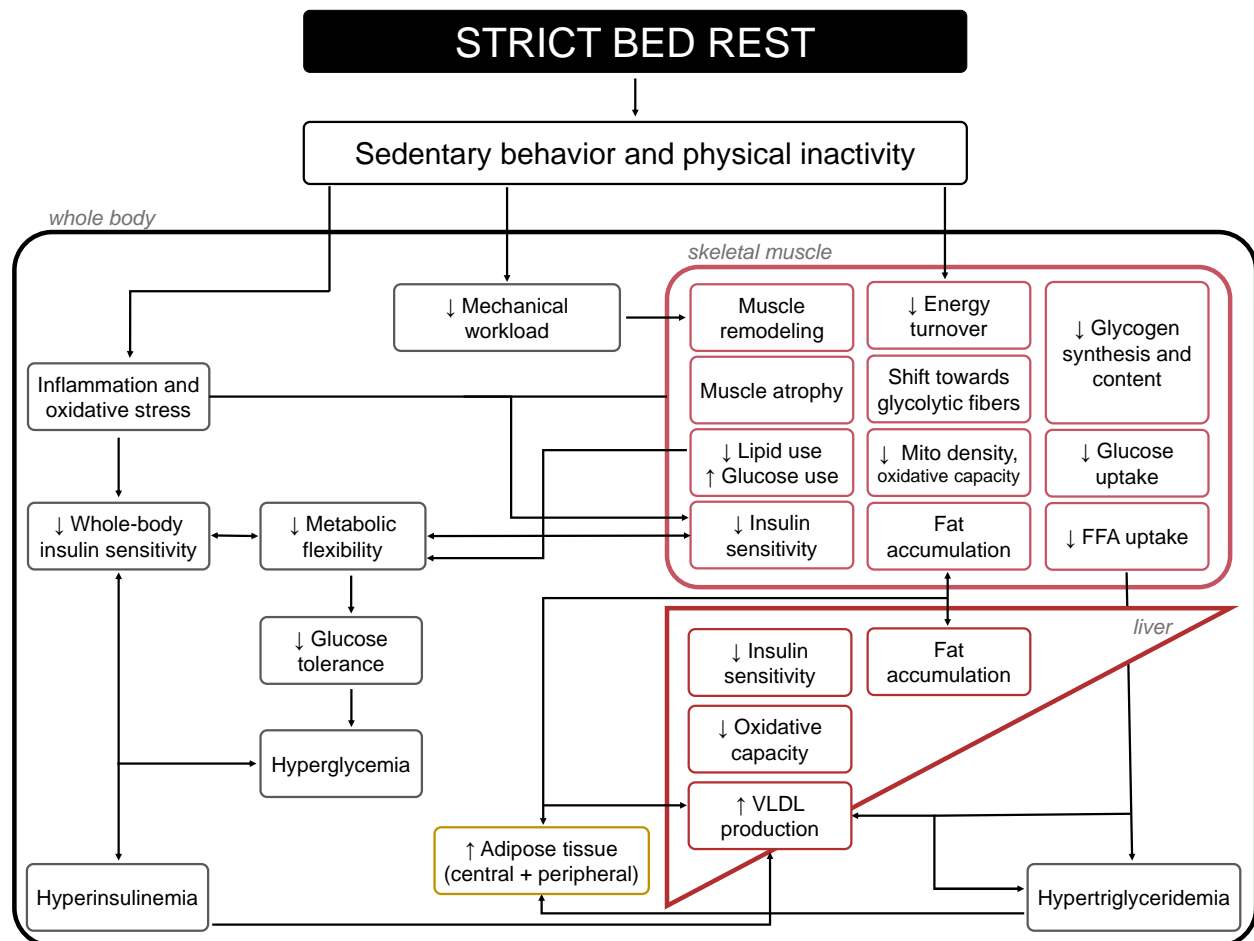 STRICT BED REST
Sedentary behavior and physical inactivity
whole body
skeletal muscle
↓ Mechanical
workload
Muscle
remodeling
↓ Energy
turnover
↓ Glycogen
synthesis and
content
Inflammation and
oxidative stress
Muscle atrophy
Shift towards
glycolytic fibers
↓ Lipid use
↑ Glucose use
↓ Mito density,
oxidative capacity
↓ Glucose
uptake
↓ Whole-body
insulin sensitivity
↓ Metabolic
flexibility
↓ Insulin
sensitivity
Fat
accumulation
↓ FFA uptake
↓ Glucose
tolerance
liver
↓ Insulin
sensitivity
Fat
accumulation
↓ Oxidative
capacity
Hyperglycemia
↑ VLDL
production
↑ Adipose tissue
(central + peripheral)
Hyperinsulinemia
Hypertriglyceridemia